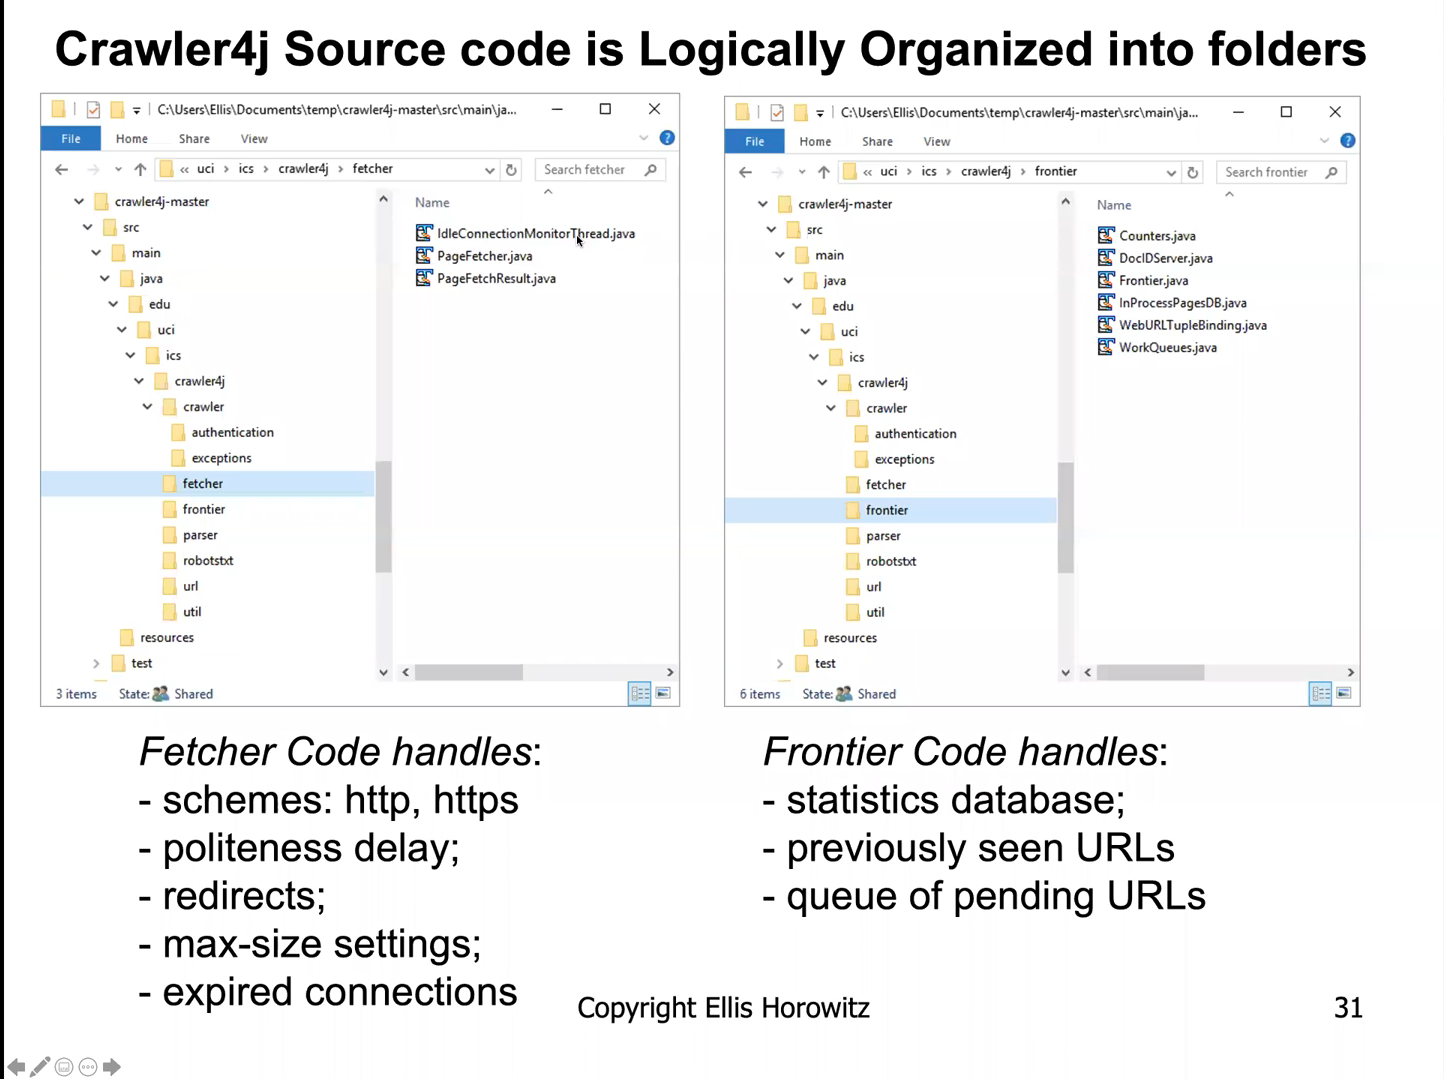 Crawler4j Source code is Logically Organized into folders
C:\Users\Ellis\Documents\temp\crawler4j-master\src\main\ja...
File Home Share View
« uci › ics › crawler4j › fetcher
Search fetcher
crawler4j-master
src
main
java
edu
uci
ics
crawler4j
crawler
authentication
exceptions
fetcher
frontier
parser
robotstxt
url
util
resources
test
Name
IdleConnectionMonitorThread.java
PageFetcher.java
PageFetchResult.java
3 items State: Shared
C:\Users\Ellis\Documents\temp\crawler4j-master\src\main\ja...
File Home Share View
« uci › ics › crawler4j › frontier
Search frontier
crawler4j-master
src
main
java
edu
uci
ics
crawler4j
crawler
authentication
exceptions
fetcher
frontier
parser
robotstxt
url
util
resources
test
Name
Counters.java
DocIDServer.java
Frontier.java
InProcessPagesDB.java
WebURLTupleBinding.java
WorkQueues.java
6 items State: Shared
Fetcher Code handles:
- schemes: http, https
- politeness delay;
- redirects;
- max-size settings;
- expired connections
Frontier Code handles:
- statistics database;
- previously seen URLs
- queue of pending URLs
Copyright Ellis Horowitz
31